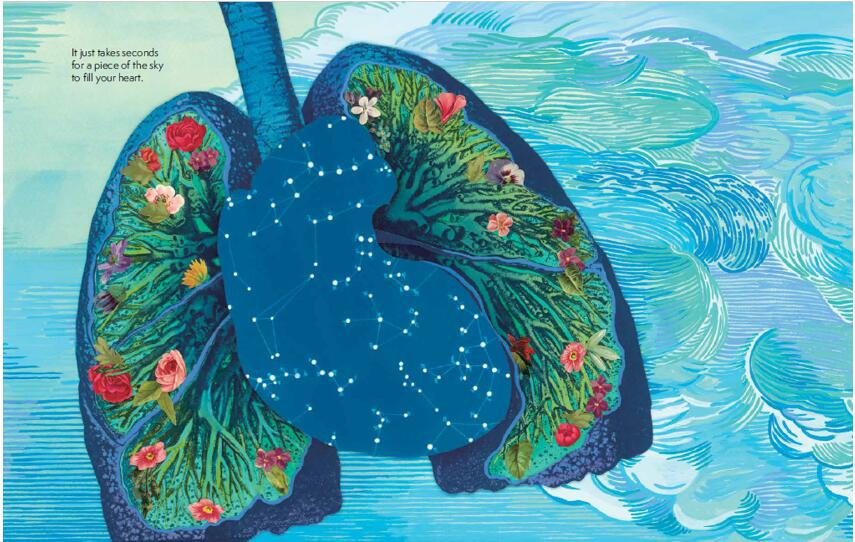 It just takes seconds
for a piece of the sky
to fill your heart.